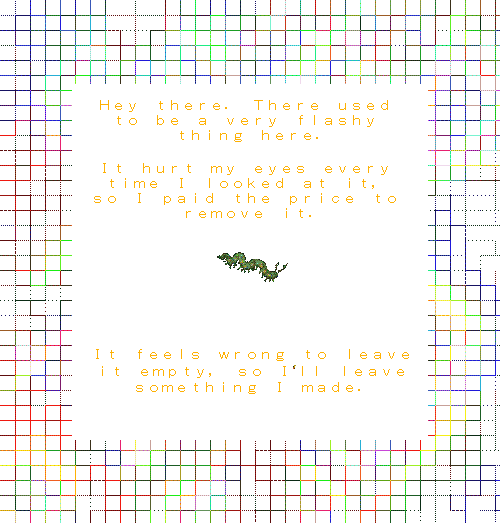 Hey there. There used
to be a very flashy
thing here.
It hurt my eyes every
time I looked at it,
so I paid the price to
remove it.
It feels wrong to leave
it empty, so I'll leave
something I made.